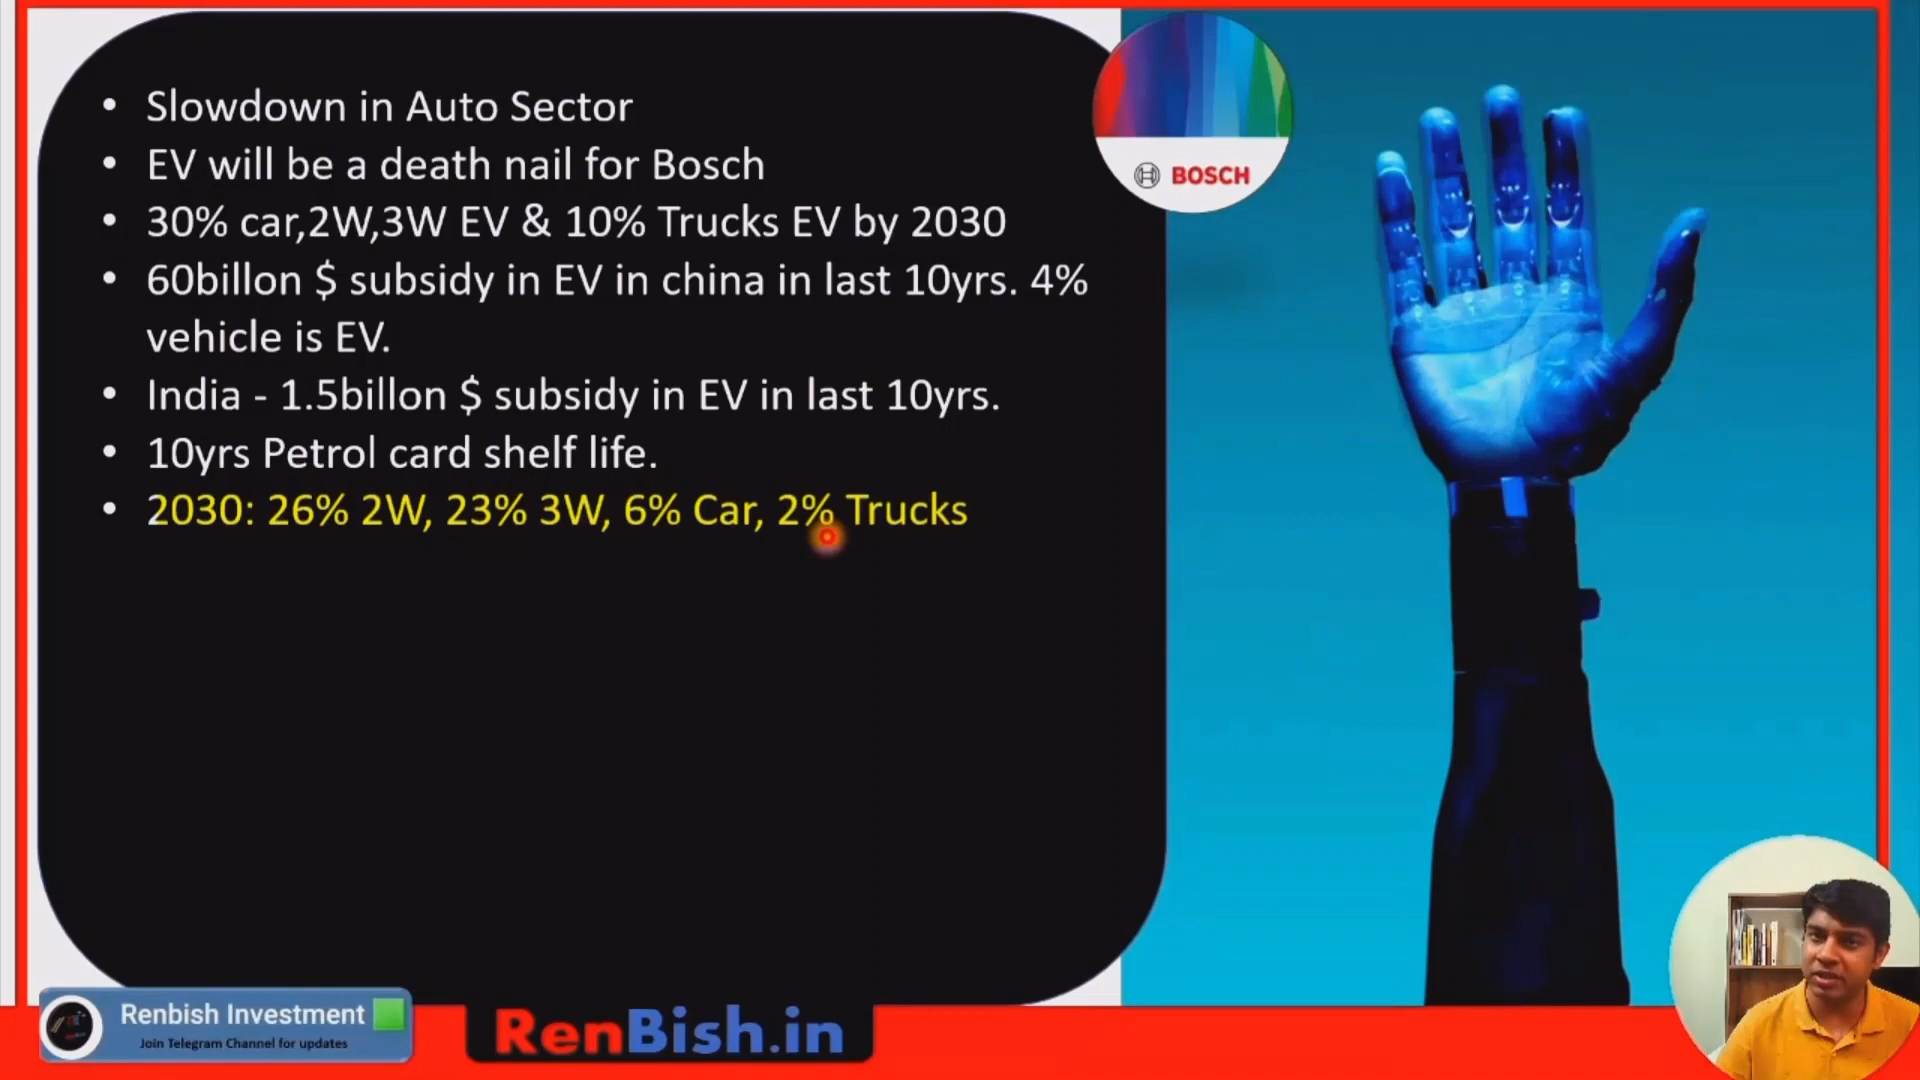 • Slowdown in Auto Sector
• EV will be a death nail for Bosch
• 30% car,2W,3W EV & 10% Trucks EV by 2030
• 60billon $ subsidy in EV in china in last 10yrs. 4%
vehicle is EV.
• India - 1.5billon $ subsidy in EV in last 10yrs.
• 10yrs Petrol card shelf life.
• 2030: 26% 2W, 23% 3W, 6% Car, 2% Trucks
BOSCH
Renbish Investment
Join Telegram Channel for updates
RenBish.in